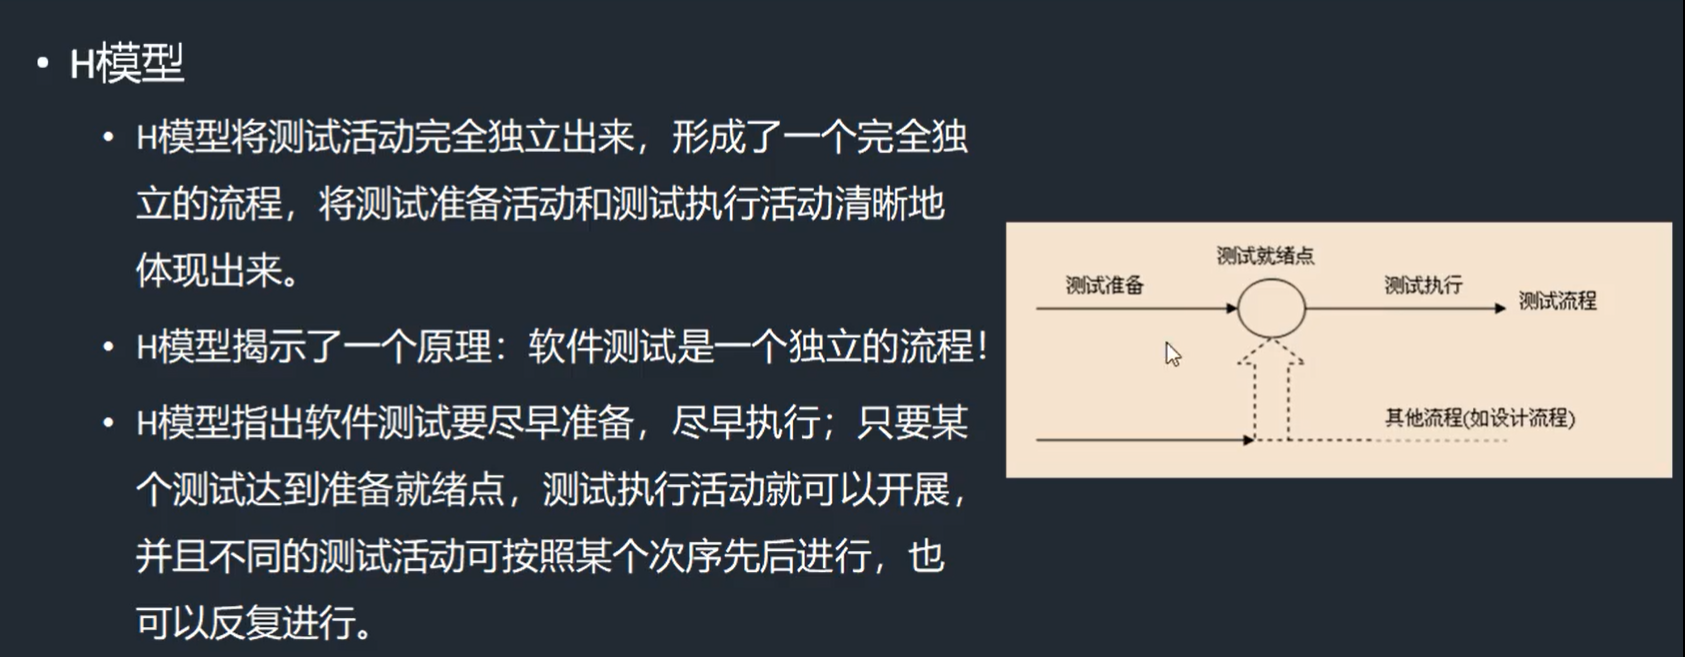 • H模型
• H模型将测试活动完全独立出来，形成了一个完全独
立的流程，将测试准备活动和测试执行活动清晰地
体现出来。
• H模型揭示了一个原理：软件测试是一个独立的流程！
• H模型指出软件测试要尽早准备，尽早执行；只要某
个测试达到准备就绪点，测试执行活动就可以开展，
并且不同的测试活动可按照某个次序先后进行，也
可以反复进行。
测试就绪点
测试准备
测试执行
测试流程
其他流程(如设计流程)